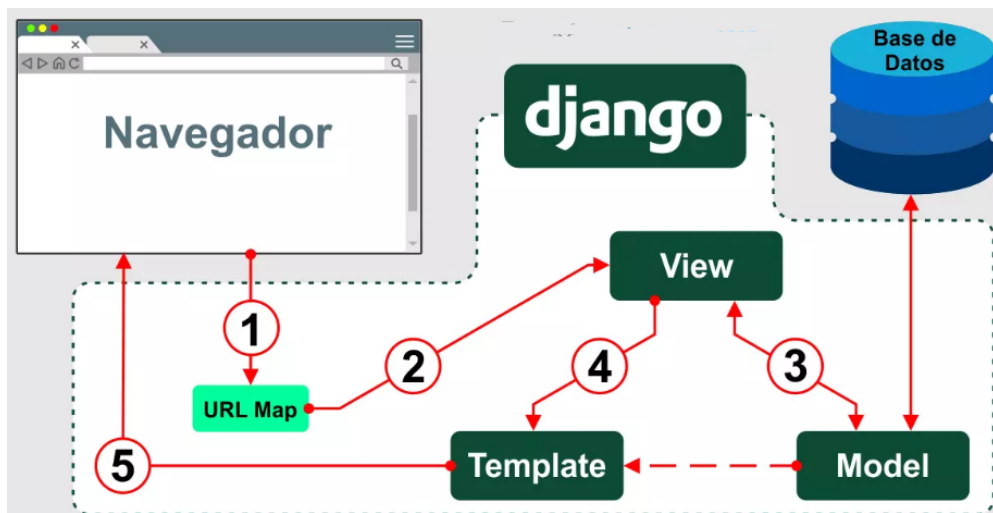 Navegador
django
Base de
Datos
View
1
2
4
3
URL Map
5
Template
Model